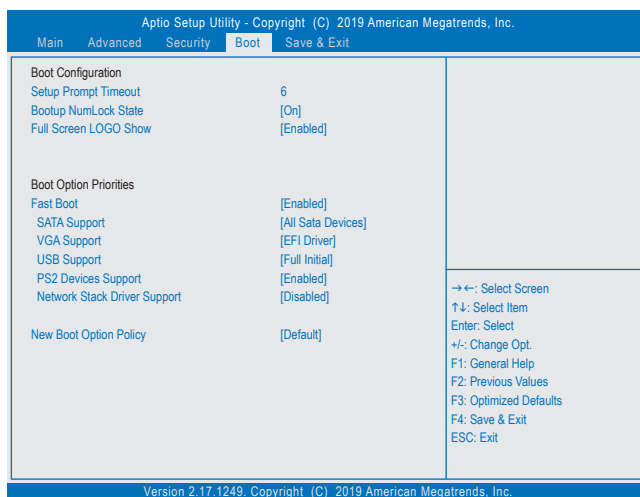 Aptio Setup Utility - Copyright (C) 2019 American Megatrends, Inc.
Main Advanced Security Boot Save & Exit
Boot Configuration
Setup Prompt Timeout 6
Bootup NumLock State [On]
Full Screen LOGO Show [Enabled]
Boot Option Priorities
Fast Boot [Enabled]
SATA Support [All Sata Devices]
VGA Support [EFI Driver]
USB Support [Full Initial]
PS2 Devices Support [Enabled]
Network Stack Driver Support [Disabled]
New Boot Option Policy [Default]
→←: Select Screen
↑↓: Select Item
Enter: Select
+/-: Change Opt.
F1: General Help
F2: Previous Values
F3: Optimized Defaults
F4: Save & Exit
ESC: Exit
Version 2.17.1249. Copyright (C) 2019 American Megatrends, Inc.